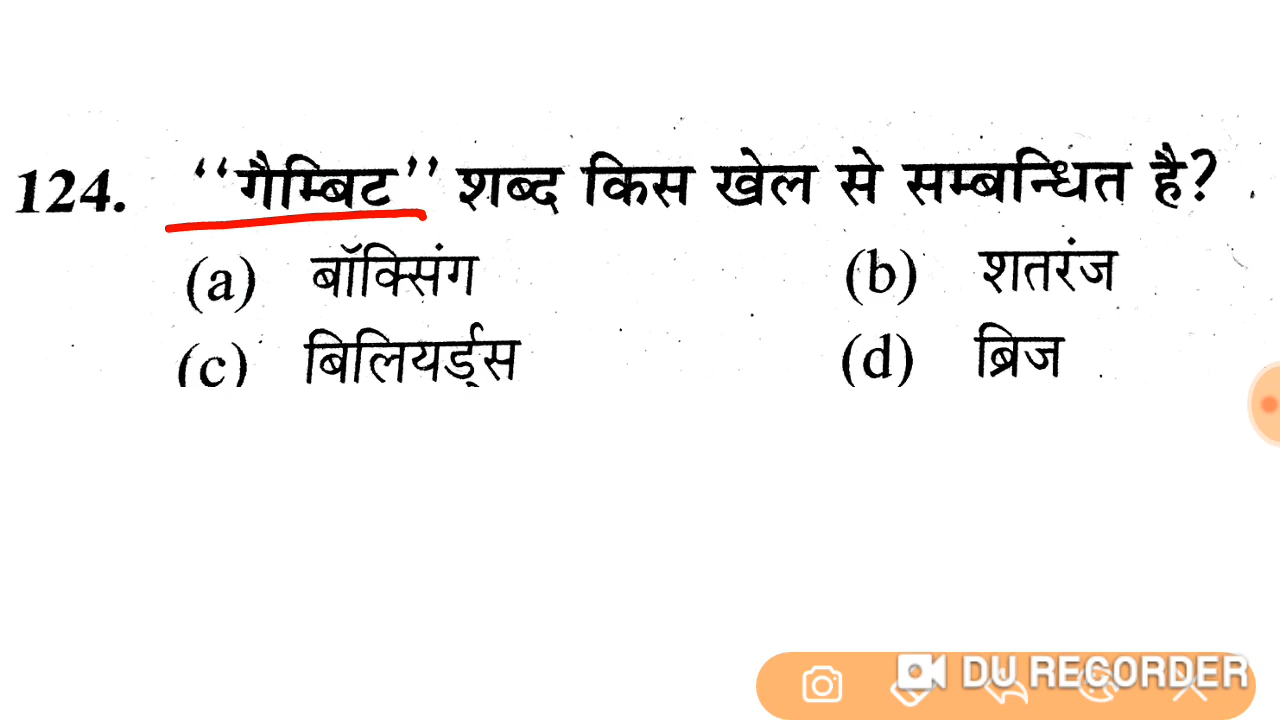 124. “गैम्बिट” शब्द किस खेल से सम्बन्धित है?
(a) बॉक्सिंग (b) शतरंज
(c) बिलियर्ड्स (d) ब्रिज
DU RECORDER